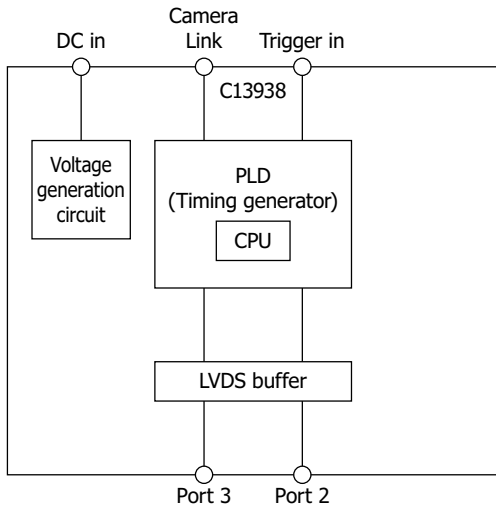 Camera
DC in Link Trigger in
C13938
Voltage
generation
circuit
PLD
(Timing generator)
CPU
LVDS buffer
Port 3 Port 2